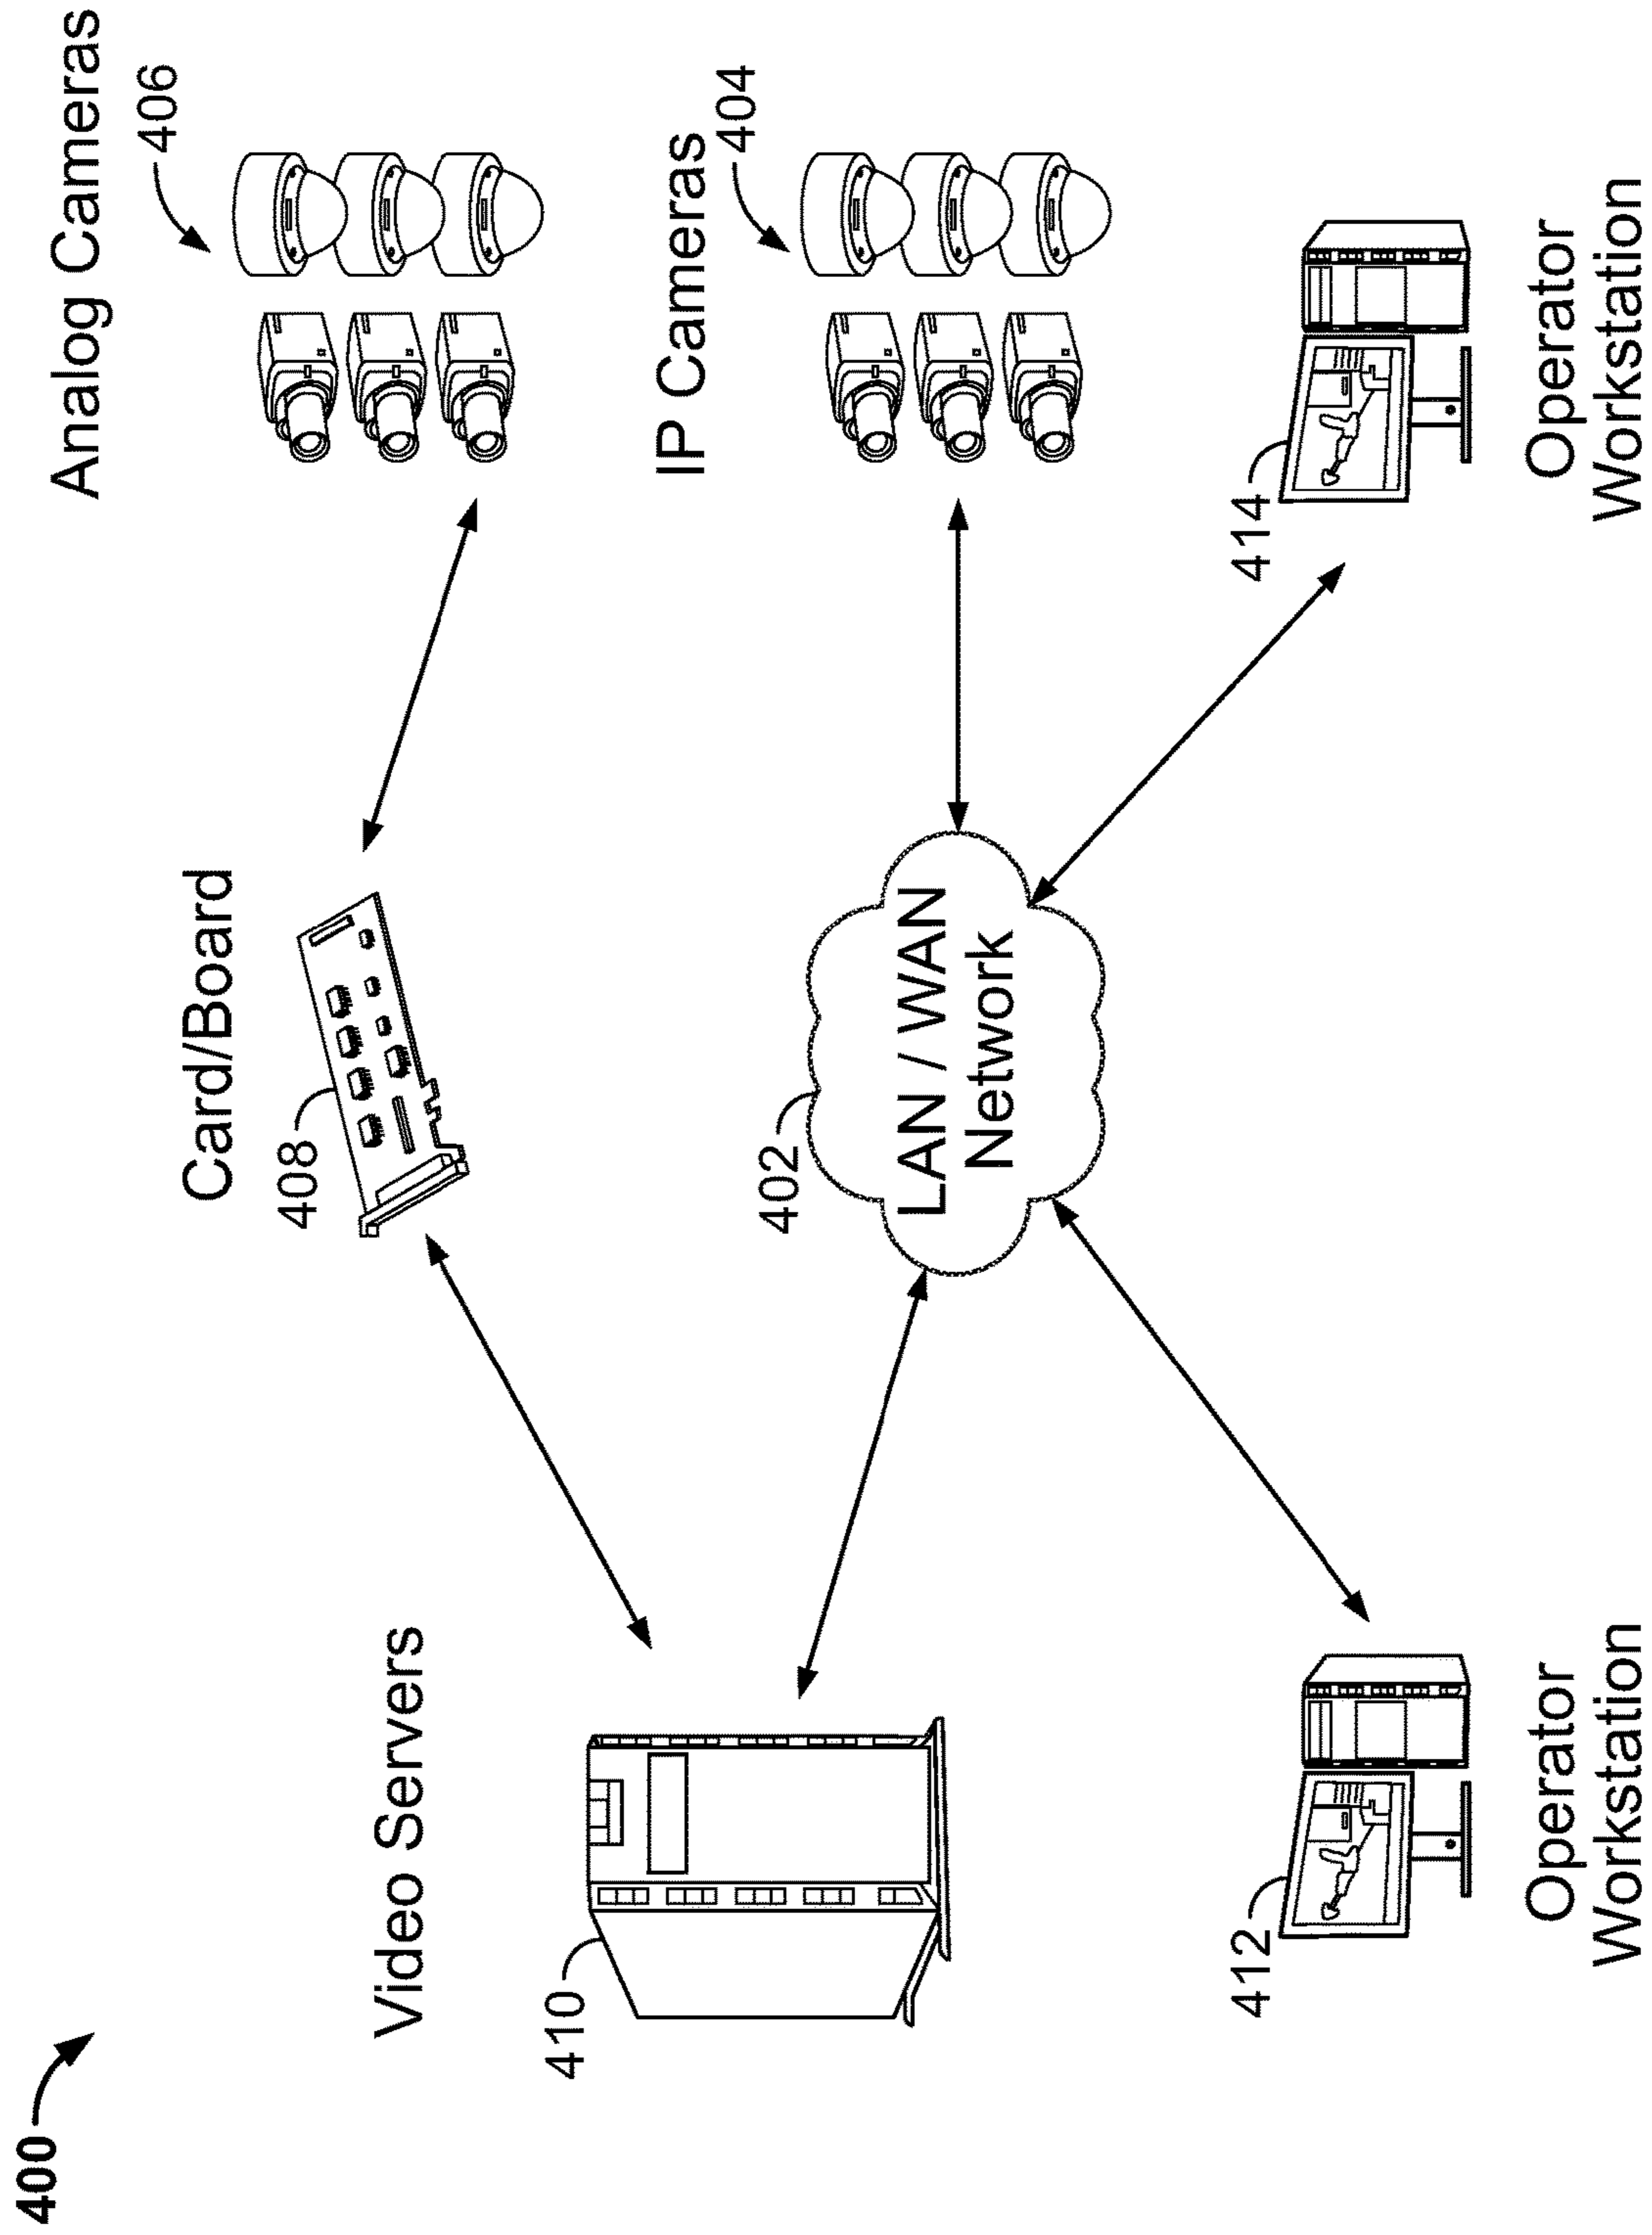 400
Analog Cameras
406
Card/Board
408
Video Servers
410
IP Cameras
404
402
LAN / WAN
Network
412
Operator
Workstation
414
Operator
Workstation